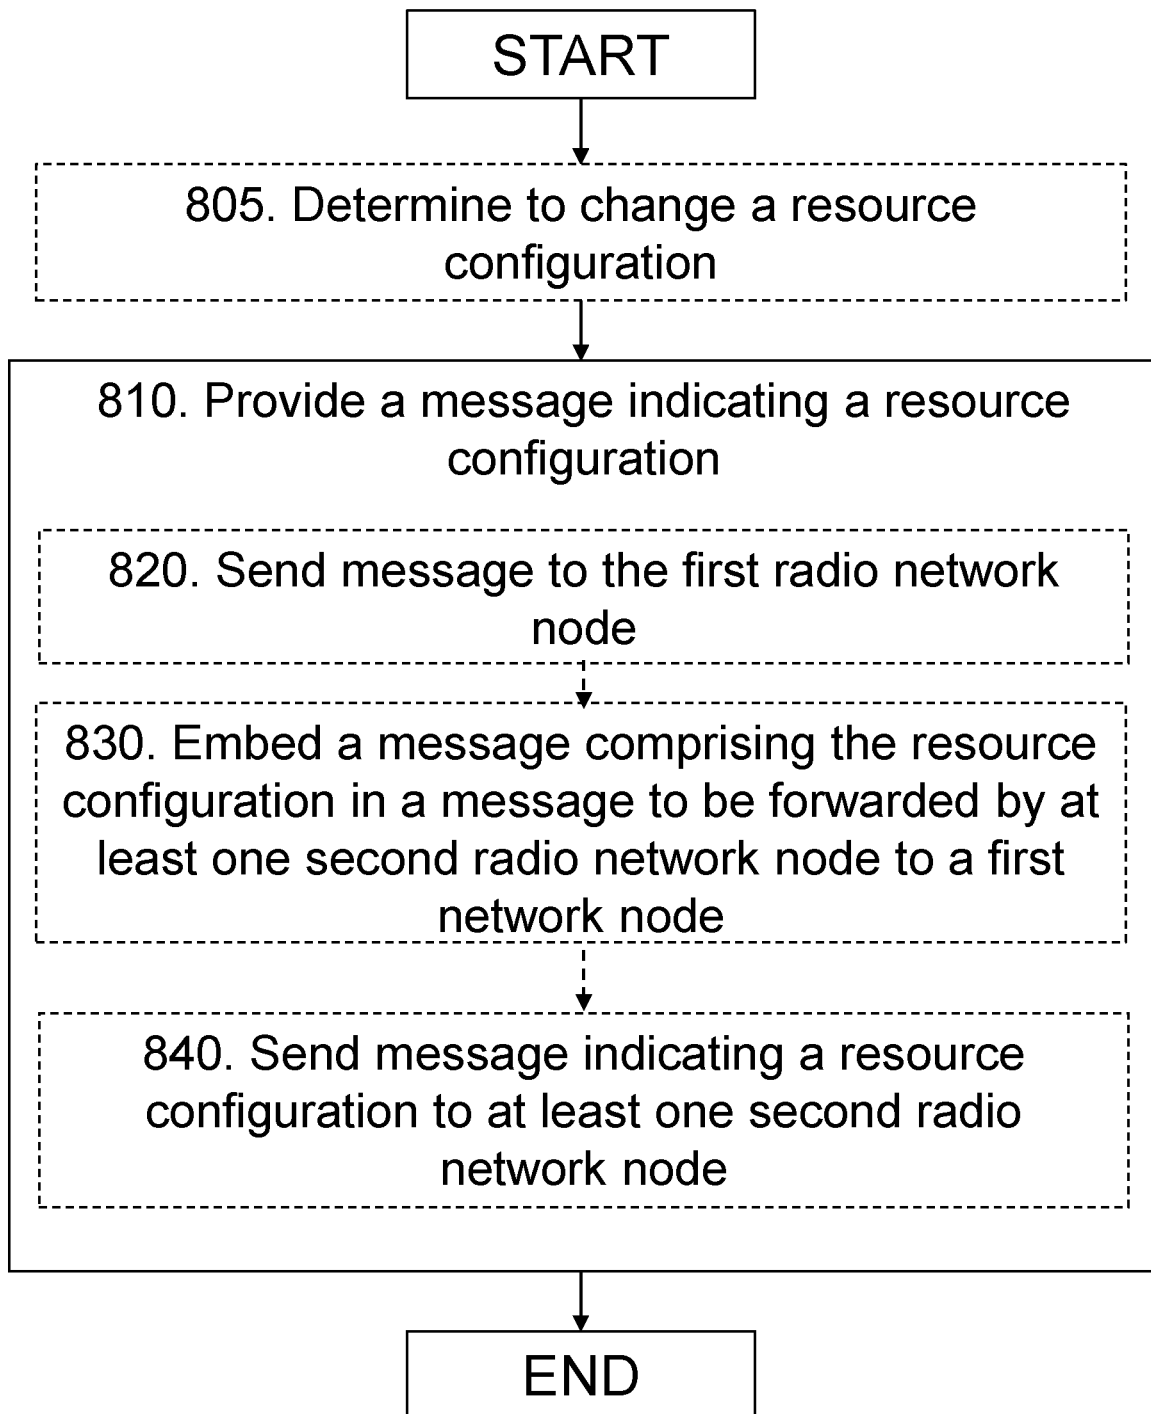 START
805. Determine to change a resource
configuration
810. Provide a message indicating a resource
configuration
820. Send message to the first radio network
node
830. Embed a message comprising the resource
configuration in a message to be forwarded by at
least one second radio network node to a first
network node
840. Send message indicating a resource
configuration to at least one second radio
network node
END